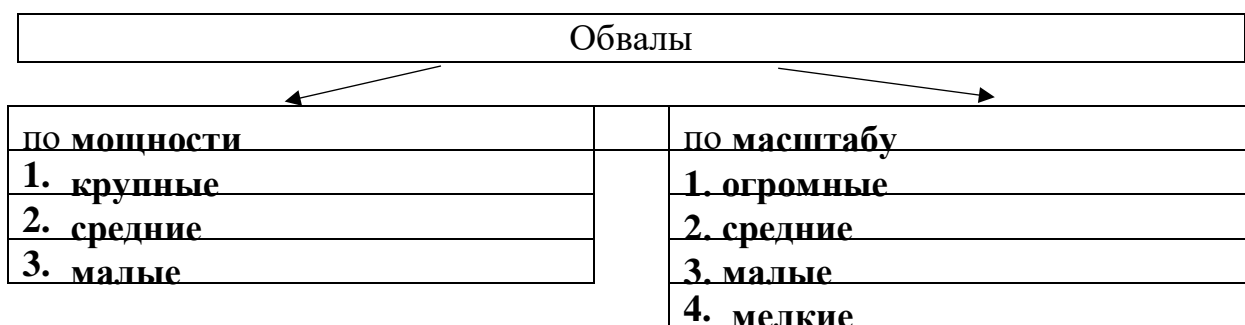 Обвалы
по мощности
1. крупные
2. средние
3. малые
по масштабу
1. огромные
2. средние
3. малые
4. мелкие